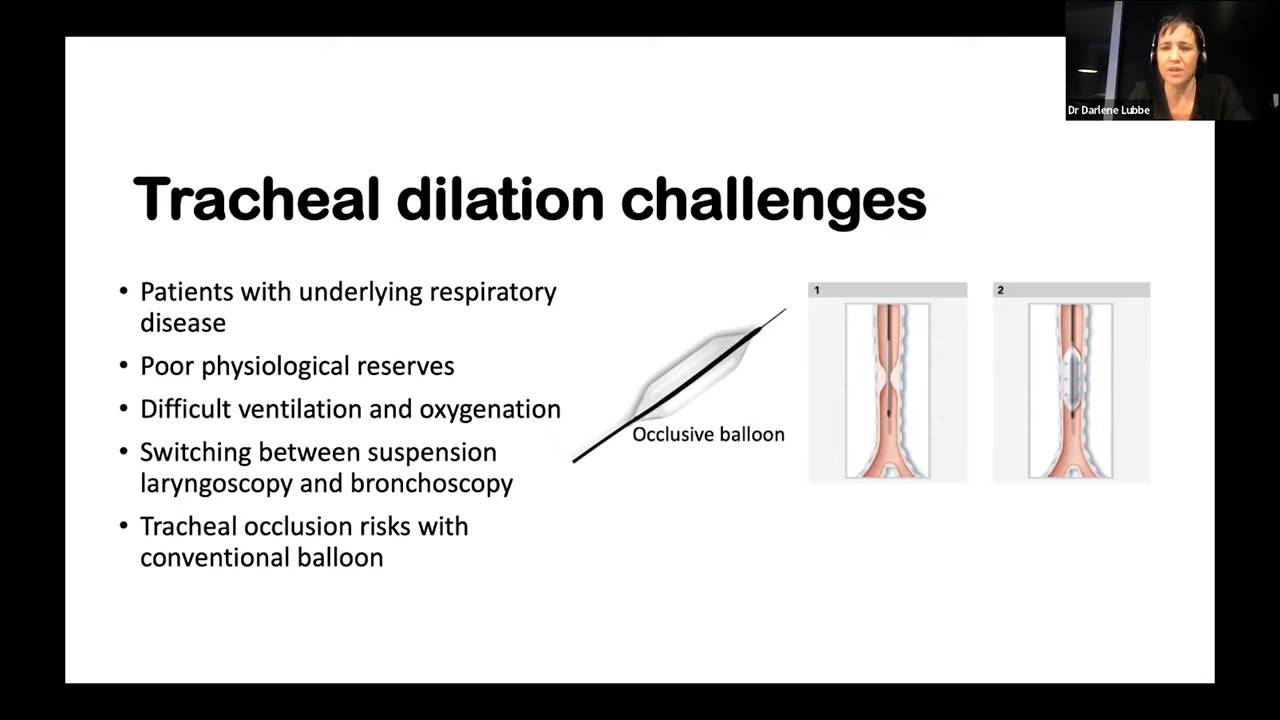 Dr Darlene Lubbe
Tracheal dilation challenges
• Patients with underlying respiratory
disease
• Poor physiological reserves
• Difficult ventilation and oxygenation
• Switching between suspension
laryngoscopy and bronchoscopy
• Tracheal occlusion risks with
conventional balloon
Occlusive balloon
1
2